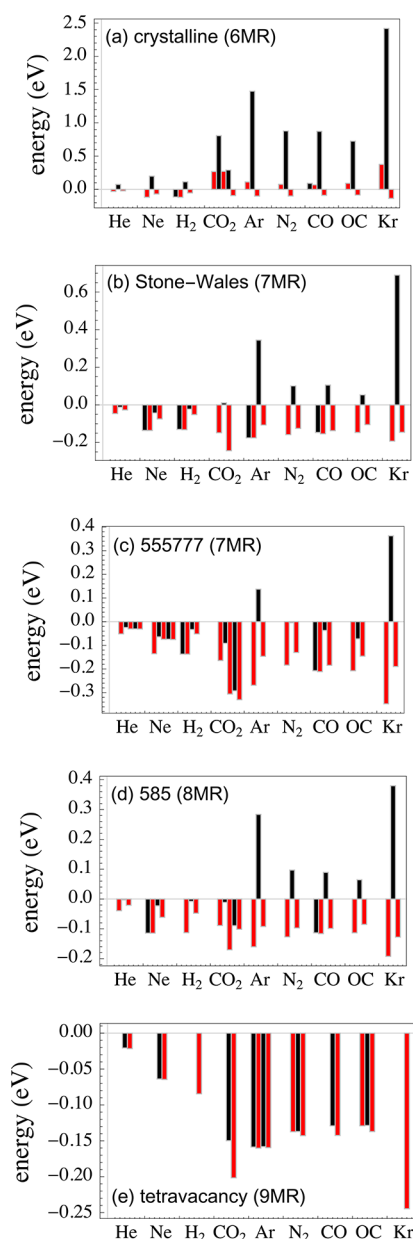 (a) crystalline (6MR)
energy (eV)
2.5
2.0
1.5
1.0
0.5
0.0
He Ne H₂ CO₂ Ar N₂ CO OC Kr
(b) Stone−Wales (7MR)
energy (eV)
0.6
0.4
0.2
0.0
−0.2
He Ne H₂ CO₂ Ar N₂ CO OC Kr
(c) 555777 (7MR)
energy (eV)
0.4
0.3
0.2
0.1
0.0
−0.1
−0.2
−0.3
He Ne H₂ CO₂ Ar N₂ CO OC Kr
(d) 585 (8MR)
energy (eV)
0.4
0.3
0.2
0.1
0.0
−0.1
−0.2
He Ne H₂ CO₂ Ar N₂ CO OC Kr
energy (eV)
0.00
−0.05
−0.10
−0.15
−0.20
−0.25
(e) tetravacancy (9MR)
He Ne H₂ CO₂ Ar N₂ CO OC Kr